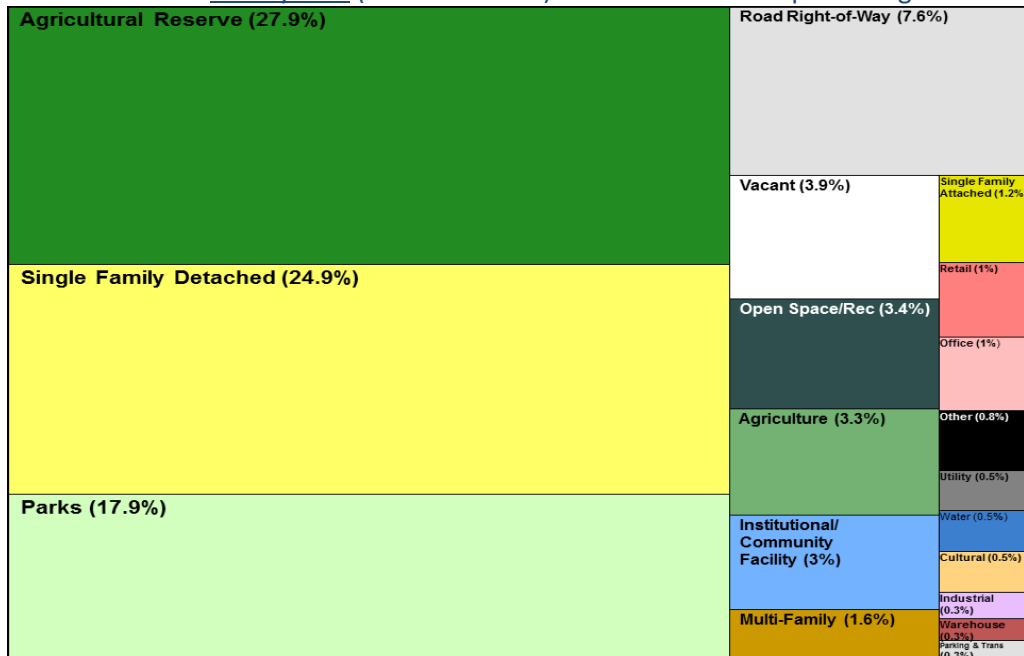 Agricultural Reserve (27.9%)
Single Family Detached (24.9%)
Parks (17.9%)
Road Right-of-Way (7.6%)
Vacant (3.9%)
Open Space/Rec (3.4%)
Agriculture (3.3%)
Institutional/
Community
Facility (3%)
Multi-Family (1.6%)
Single Family
Attached (1.2%
Retail (1%)
Office (1%)
Other (0.8%)
Utility (0.5%)
Water (0.5%)
Cultural (0.5%)
Industrial
(0.3%)
Warehouse
(0.3%)
Parking & Trans